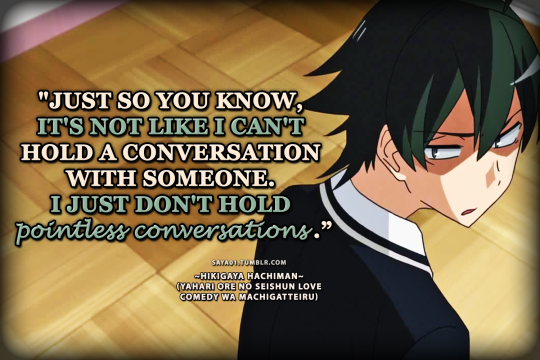 "JUST SO YOU KNOW,
IT'S NOT LIKE I CAN'T
HOLD A CONVERSATION
WITH SOMEONE.
I JUST DON'T HOLD
pointless conversations.”
SAYA01.TUMBLR.COM
~HIKIGAYA HACHIMAN~
(YAHARI ORE NO SEISHUN LOVE
COMEDY WA MACHIGATTEIRU)